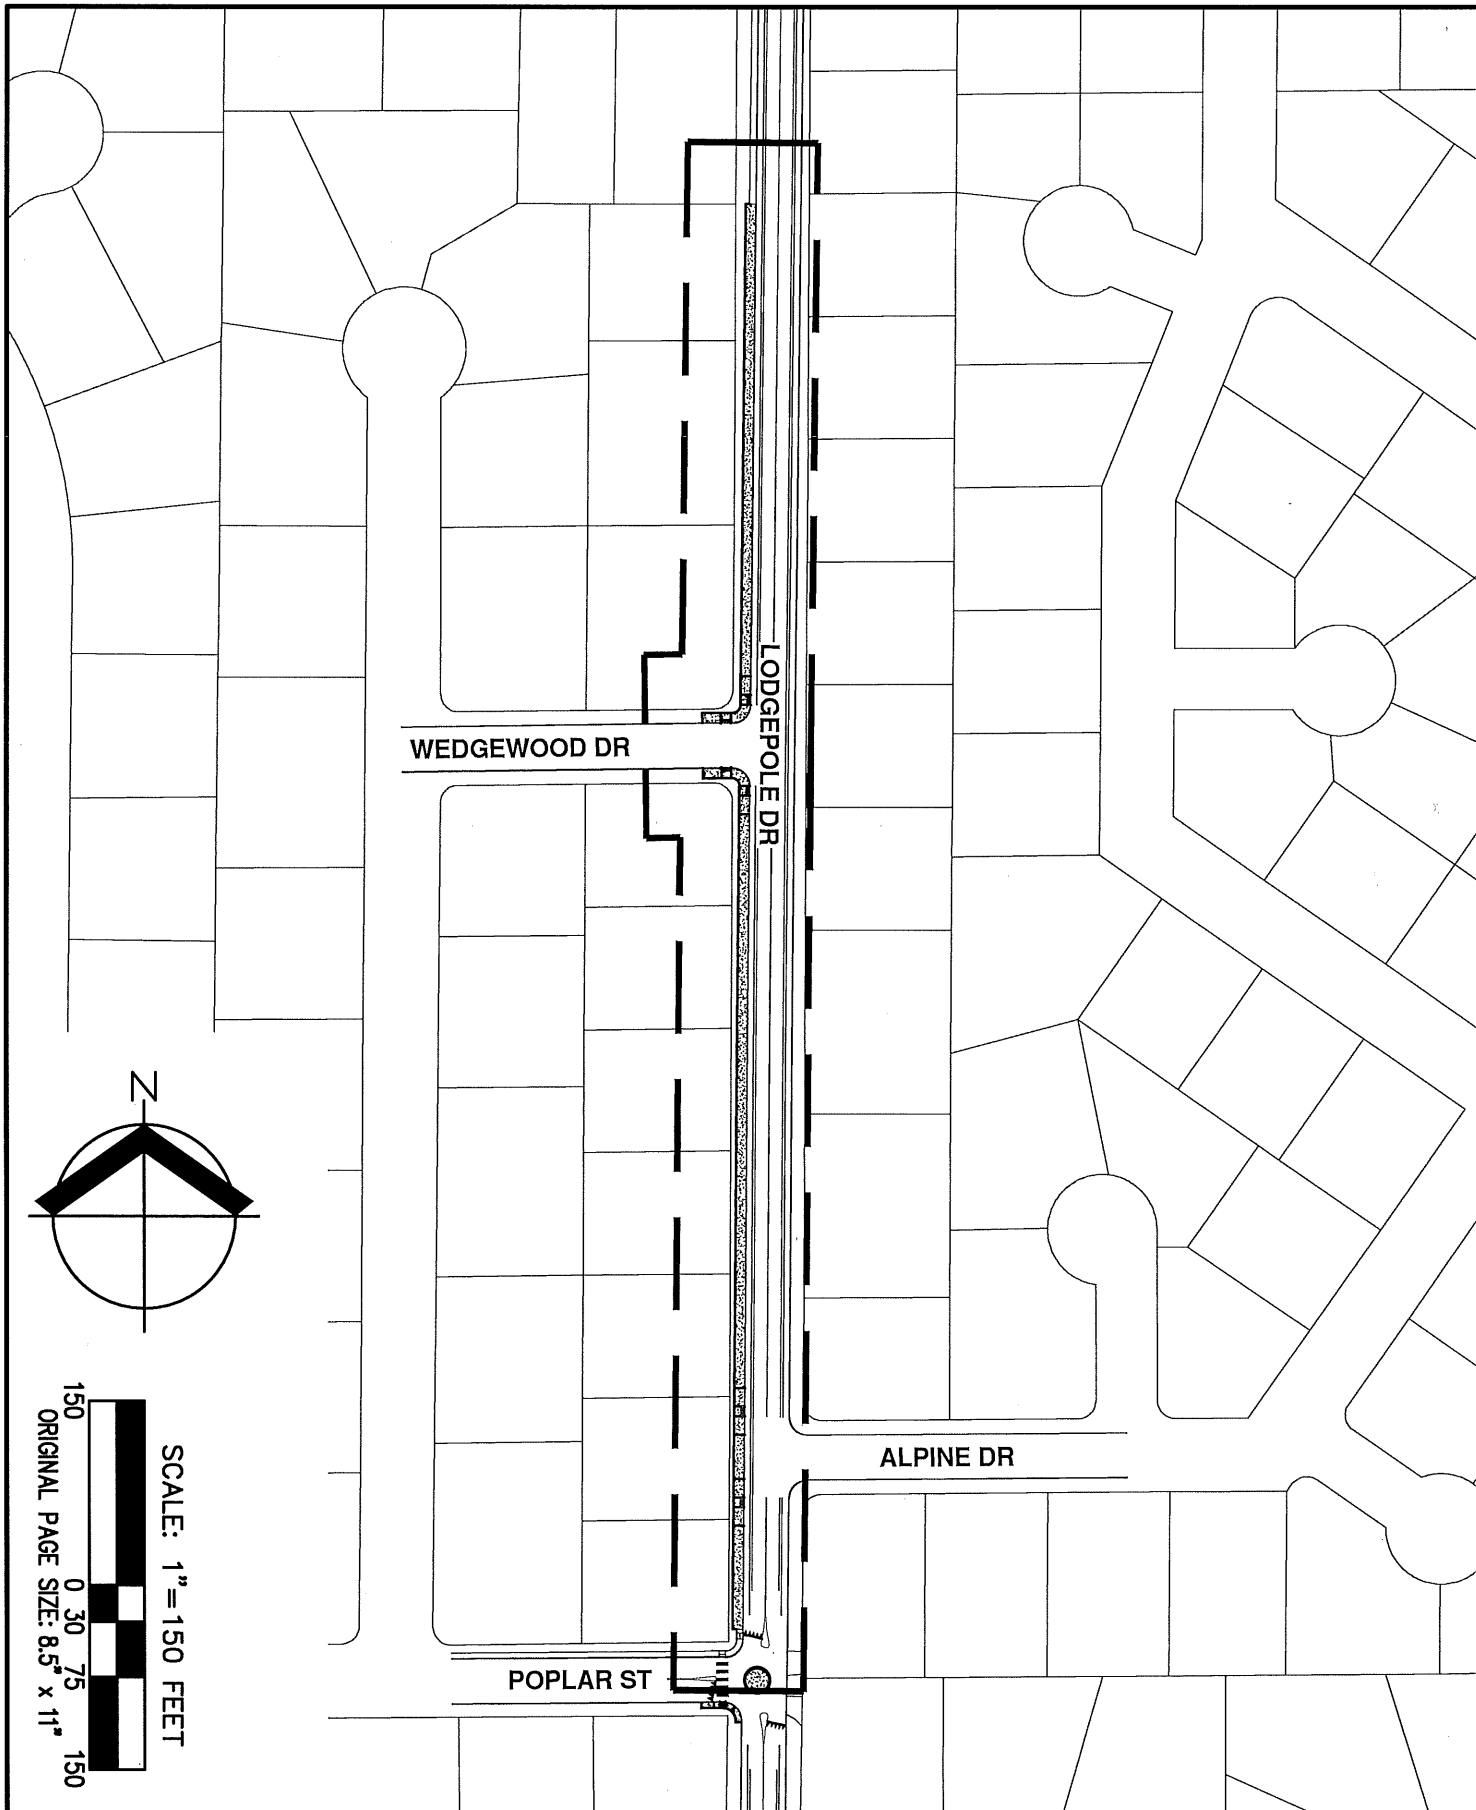 LODGEPOLE DR
WEDGEWOOD DR
ALPINE DR
POPLAR ST
N
SCALE: 1"=150 FEET
150 0 30 75 150
ORIGINAL PAGE SIZE: 8.5" x 11"